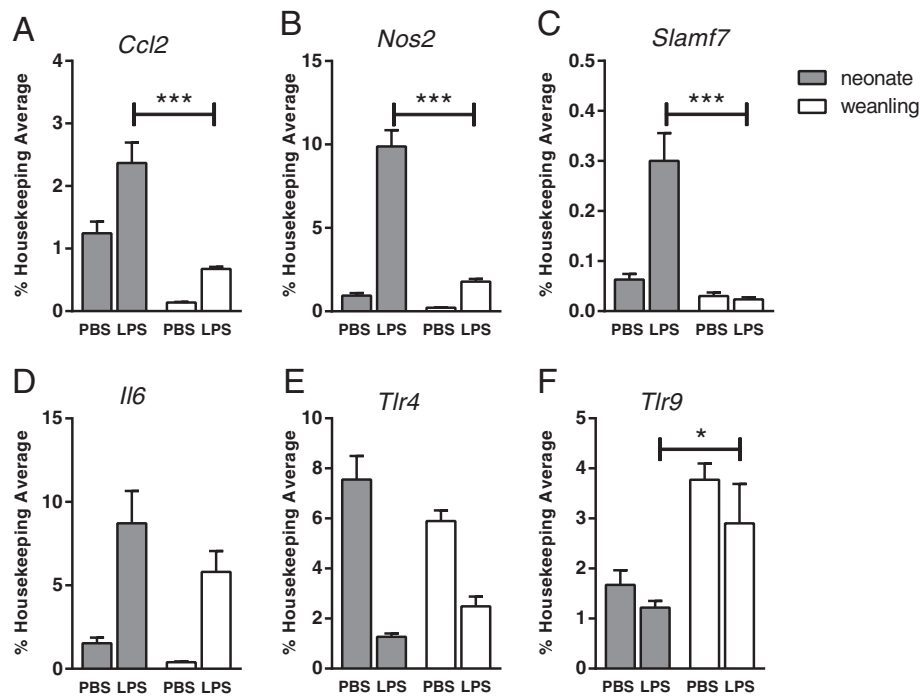 A
Ccl2
% Housekeeping Average
4
3
2
1
0
***
PBS LPS PBS LPS
B
Nos2
% Housekeeping Average
15
10
5
0
***
PBS LPS PBS LPS
C
Slamf7
% Housekeeping Average
0.5
0.4
0.3
0.2
0.1
0.0
***
PBS LPS PBS LPS
neonate
weanling
D
Il6
% Housekeeping Average
15
10
5
0
PBS LPS PBS LPS
E
Tlr4
% Housekeeping Average
10
8
6
4
2
0
PBS LPS PBS LPS
F
Tlr9
% Housekeeping Average
5
4
3
2
1
0
*
PBS LPS PBS LPS